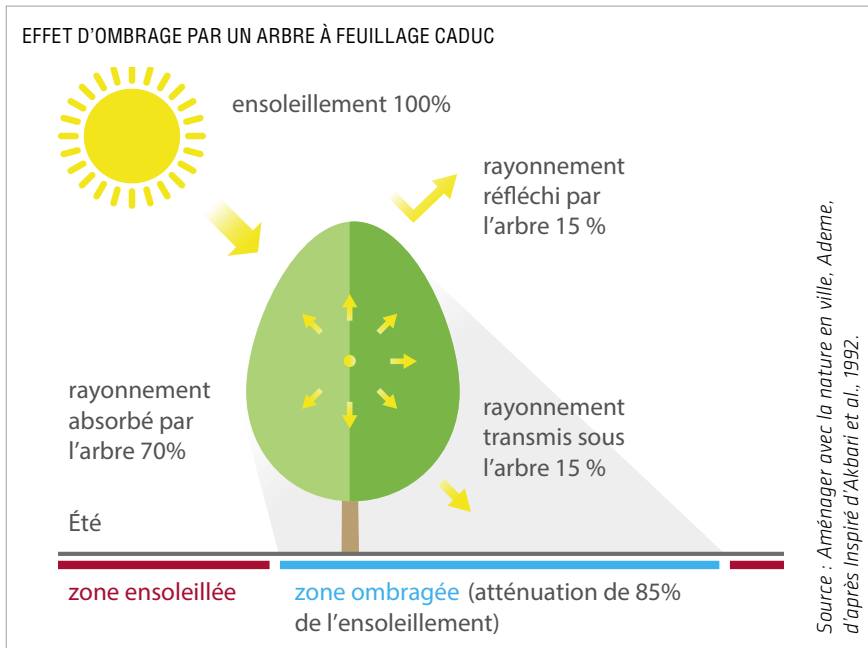 EFFET D'OMBRAGE PAR UN ARBRE À FEUILLAGE CADUC
ensoleillement 100%
rayonnement
réfléchi par
l'arbre 15 %
rayonnement
absorbé par
l'arbre 70%
rayonnement
transmis sous
l'arbre 15 %
Été
zone ensoleillée
zone ombragée (atténuation de 85%
de l'ensoleillement)
Source : Aménager avec la nature en ville, Ademe,
d'après Inspiré d'Akbari et al., 1992.